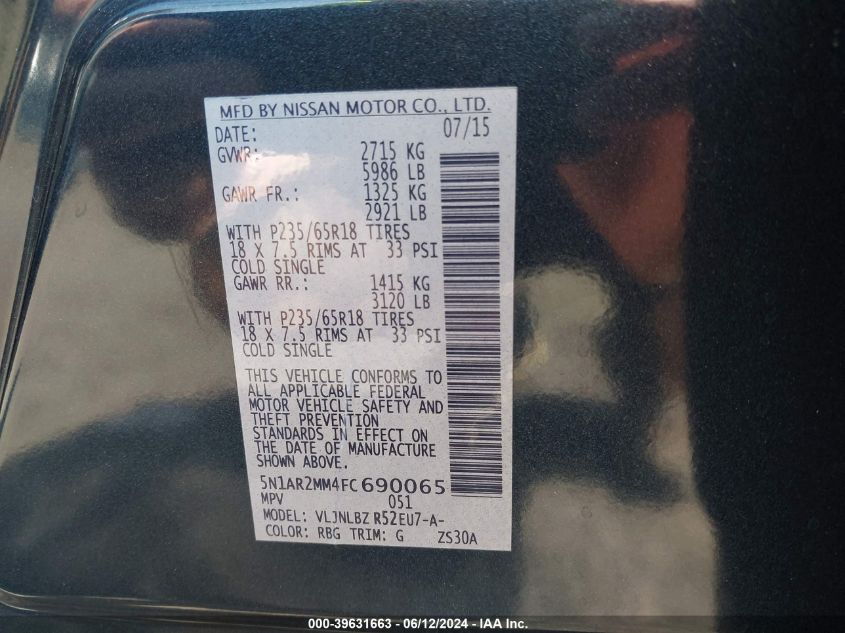 MFD BY NISSAN MOTOR CO., LTD.
DATE: 07/15
GVWR: 2715 KG
5986 LB
GAWR FR.: 1325 KG
2921 LB
WITH P235/65R18 TIRES
18 X 7.5 RIMS AT 33 PSI
COLD SINGLE
GAWR RR.: 1415 KG
3120 LB
WITH P235/65R18 TIRES
18 X 7.5 RIMS AT 33 PSI
COLD SINGLE
THIS VEHICLE CONFORMS TO
ALL APPLICABLE FEDERAL
MOTOR VEHICLE SAFETY AND
THEFT PREVENTION
STANDARDS IN EFFECT ON
THE DATE OF MANUFACTURE
SHOWN ABOVE.
5N1AR2MM4FC690065
MPV 051
MODEL: VLJNLBZ R52EU7-A-
COLOR: RBG TRIM: G ZS30A
000-39631663 - 06/12/2024 - IAA Inc.